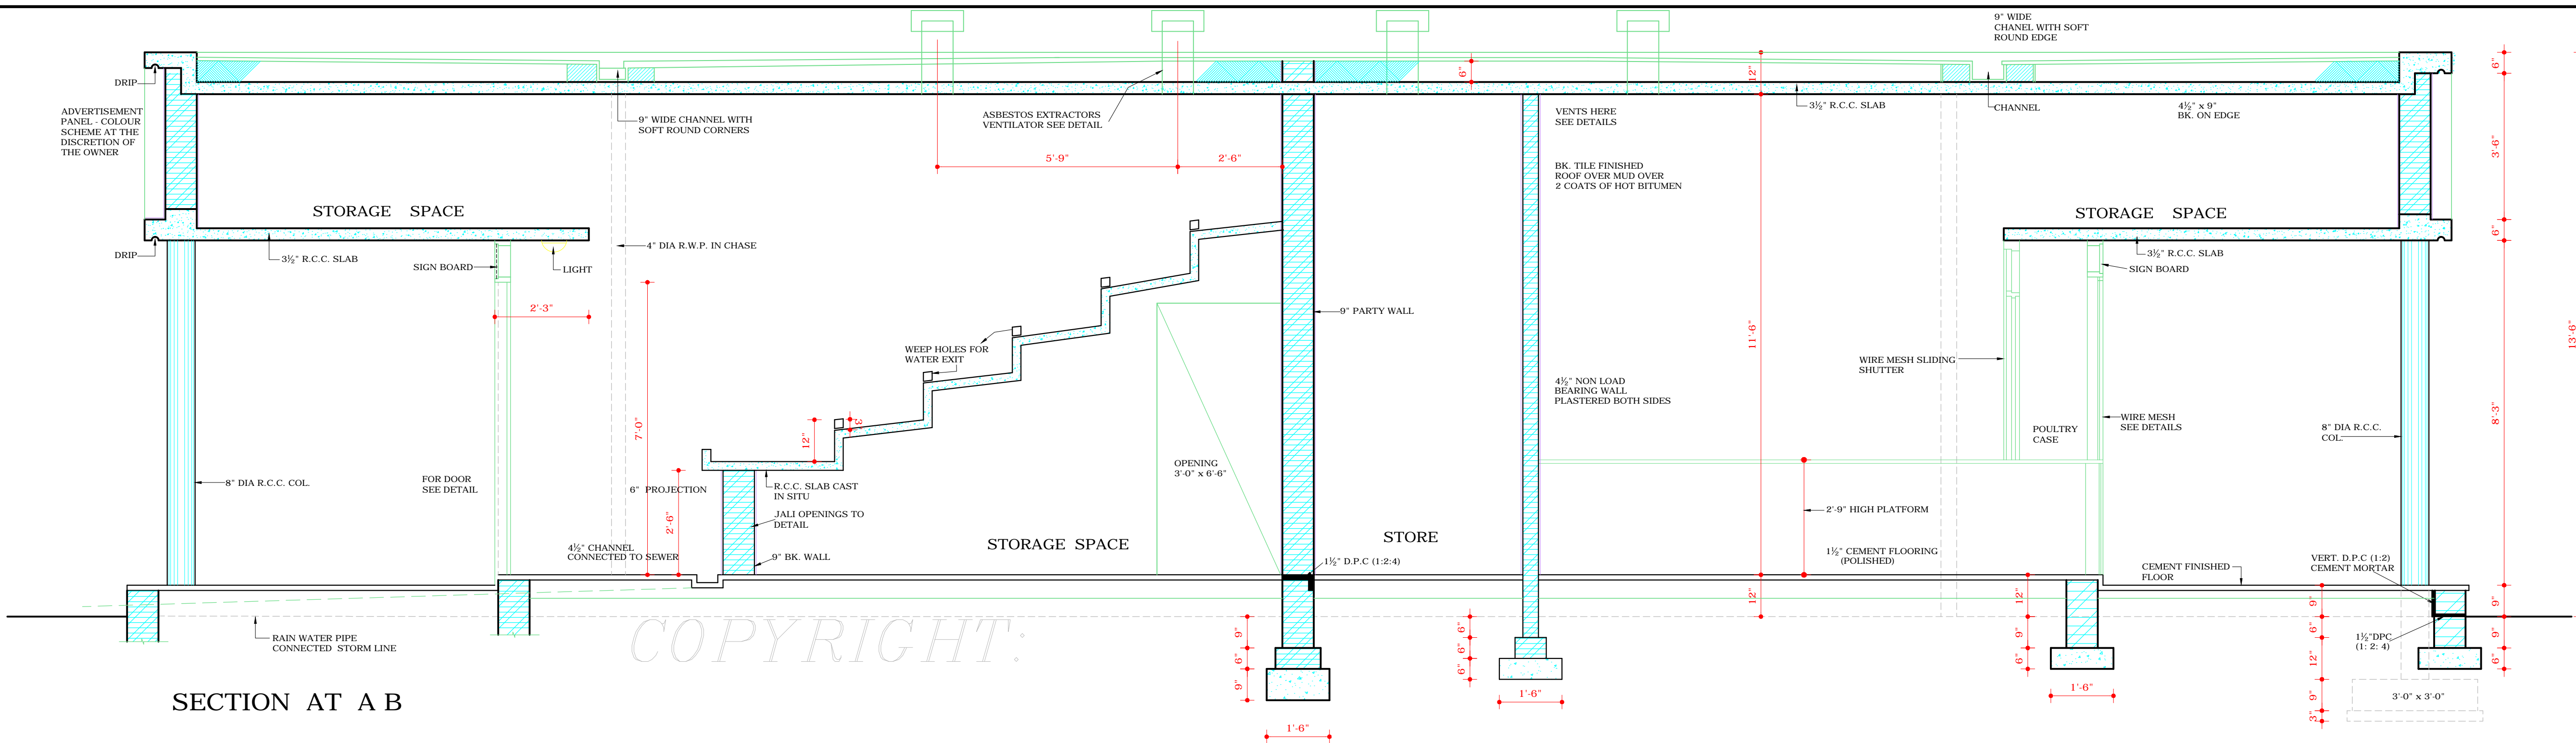 9" WIDE
CHANEL WITH SOFT
ROUND EDGE
DRIP
ADVERTISEMENT
PANEL - COLOUR
SCHEME AT THE
DISCRETION OF
THE OWNER
9" WIDE CHANNEL WITH
SOFT ROUND CORNERS
ASBESTOS EXTRACTORS
VENTILATOR SEE DETAIL
6"
12"
VENTS HERE
SEE DETAILS
3½" R.C.C. SLAB
CHANNEL
4½" x 9"
BK. ON EDGE
6"
3'-6"
5'-9"
2'-6"
BK. TILE FINISHED
ROOF OVER MUD OVER
2 COATS OF HOT BITUMEN
STORAGE SPACE
STORAGE SPACE
DRIP
3½" R.C.C. SLAB
SIGN BOARD
LIGHT
4" DIA R.W.P. IN CHASE
6"
3½" R.C.C. SLAB
SIGN BOARD
2'-3"
9" PARTY WALL
11'-6"
13'-6"
WEEP HOLES FOR
WATER EXIT
WIRE MESH SLIDING
SHUTTER
4½" NON LOAD
BEARING WALL
PLASTERED BOTH SIDES
7'-0"
12"
3"
WIRE MESH
SEE DETAILS
POULTRY
CASE
8" DIA R.C.C.
COL.
8'-3"
8" DIA R.C.C. COL.
FOR DOOR
SEE DETAIL
6" PROJECTION
R.C.C. SLAB CAST
IN SITU
OPENING
3'-0" x 6'-6"
2'-6"
JALI OPENINGS TO
DETAIL
2'-9" HIGH PLATFORM
4½" CHANNEL
CONNECTED TO SEWER
9" BK. WALL
STORAGE SPACE
STORE
1½" D.P.C (1:2:4)
1½" CEMENT FLOORING
(POLISHED)
CEMENT FINISHED
FLOOR
VERT. D.P.C (1:2)
CEMENT MORTAR
12"
12"
9"
9"
RAIN WATER PIPE
CONNECTED STORM LINE
COPYRIGHT:
9"
6"
9"
6"
6"
6"
9"
6"
6"
12"
9"
3"
1½"DPC
(1: 2: 4)
9"
6"
1'-6"
1'-6"
1'-6"
3'-0" x 3'-0"
SECTION AT A B